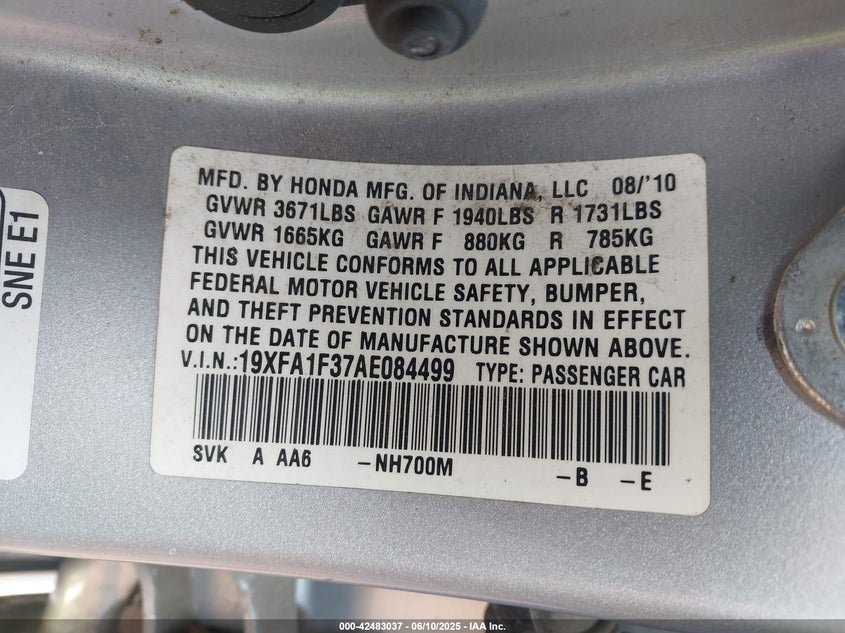 SNE E1
MFD. BY HONDA MFG. OF INDIANA, LLC 08/'10
GVWR 3671LBS GAWR F 1940LBS R 1731LBS
GVWR 1665KG GAWR F 880KG R 785KG
THIS VEHICLE CONFORMS TO ALL APPLICABLE
FEDERAL MOTOR VEHICLE SAFETY, BUMPER,
AND THEFT PREVENTION STANDARDS IN EFFECT
ON THE DATE OF MANUFACTURE SHOWN ABOVE.
V.I.N.:19XFA1F37AE084499 TYPE: PASSENGER CAR
SVK A AA6 -NH700M -B -E
000-42483037 - 06/10/2025 - IAA Inc.